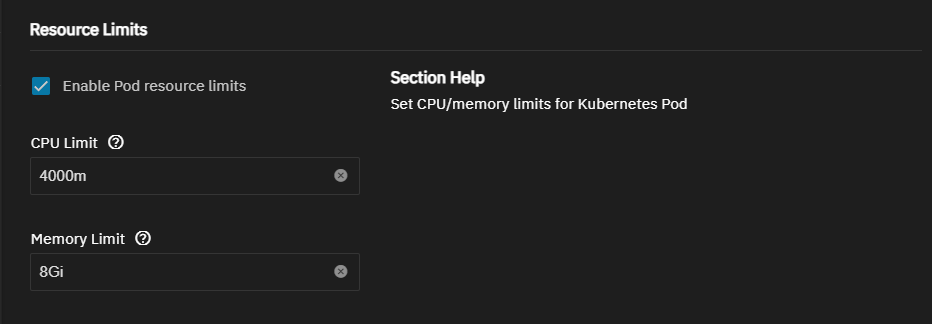 Resource Limits
Enable Pod resource limits
Section Help
Set CPU/memory limits for Kubernetes Pod
CPU Limit
4000m
Memory Limit
8Gi